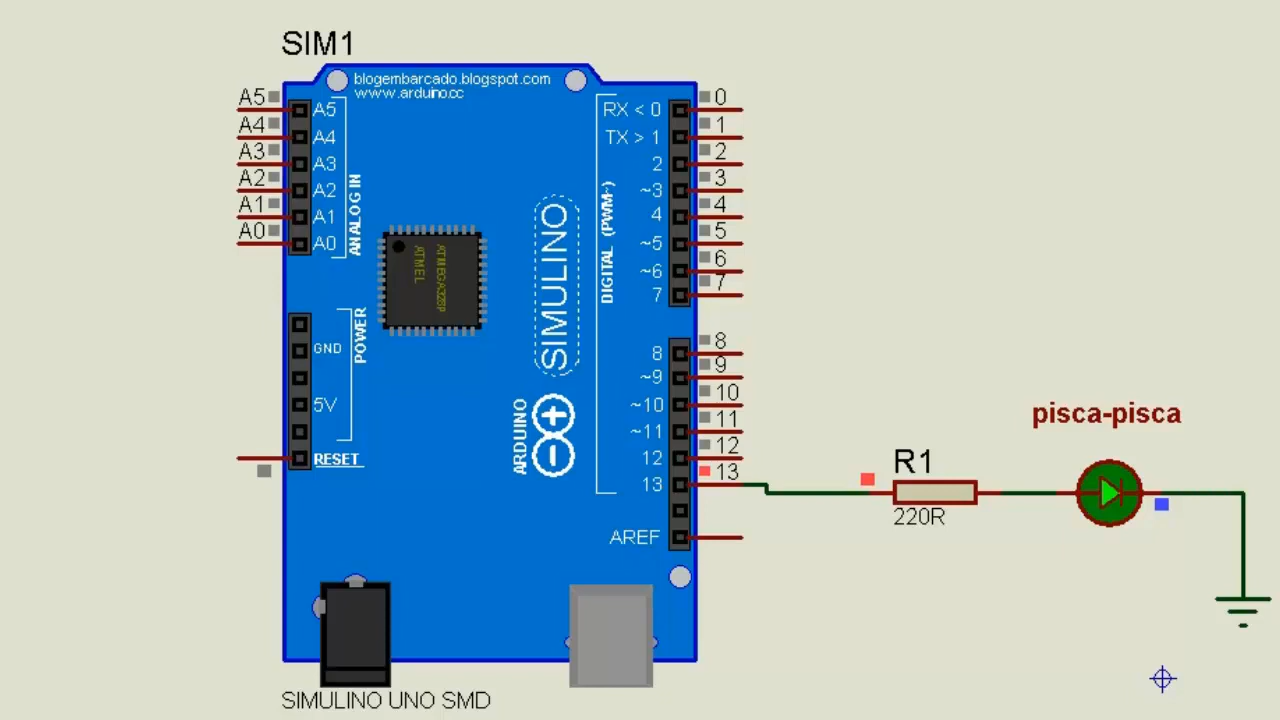 SIM1
blogembarcado.blogspot.com
www.arduino.cc
A5
A4
A3
A2
A1
A0
A5
A4
A3
A2
A1
A0
ANALOG IN
ATMEL
ATMEGA328P
POWER
GND
5V
RESET
SIMULINO
ARDUINO
DIGITAL (PWM~)
RX < 0
TX > 1
2
~3
4
~5
~6
7
8
~9
~10
~11
12
13
AREF
0
1
2
3
4
5
6
7
8
9
10
11
12
13
R1
220R
pisca-pisca
SIMULINO UNO SMD